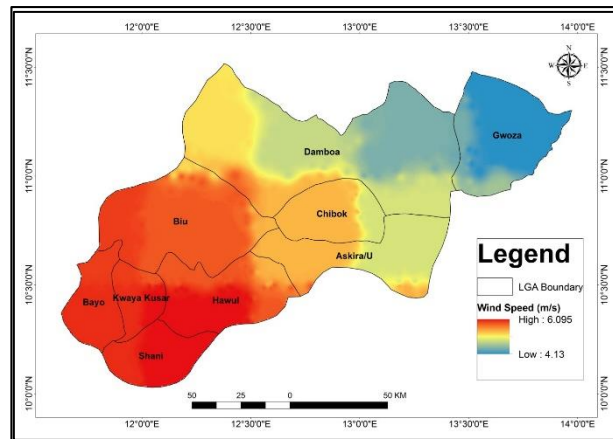 12°0'0"E 12°30'0"E 13°0'0"E 13°30'0"E 14°0'0"E
11°30'0"N 11°30'0"N
N
W E
S
Gwoza
Damboa
11°0'0"N 11°0'0"N
Chibok
Biu
Askira/U
Legend
LGA Boundary
10°30'0"N 10°30'0"N
Bayo
Kwaya Kusar
Hawul
Wind Speed (m/s)
High : 6.095
Low : 4.13
Shani
10°0'0"N 10°0'0"N
50 25 0 50 KM
12°0'0"E 12°30'0"E 13°0'0"E 13°30'0"E 14°0'0"E